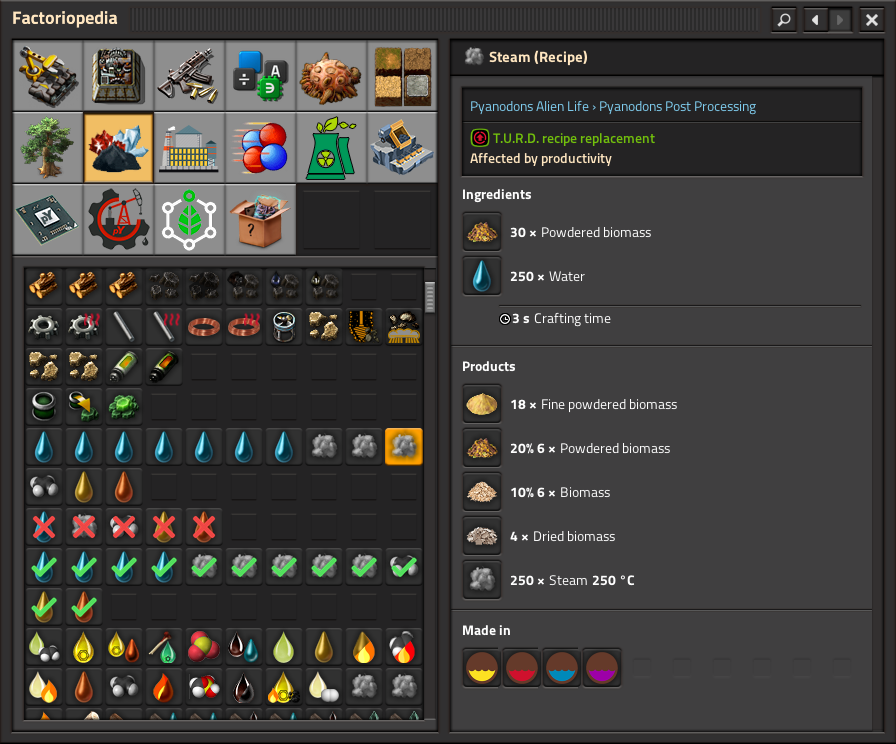 Factoriopedia
Steam (Recipe)
Pyanodons Alien Life › Pyanodons Post Processing
T.U.R.D. recipe replacement
Affected by productivity
Ingredients
30 × Powdered biomass
250 × Water
3 s Crafting time
Products
18 × Fine powdered biomass
20% 6 × Powdered biomass
10% 6 × Biomass
4 × Dried biomass
250 × Steam 250 °C
Made in